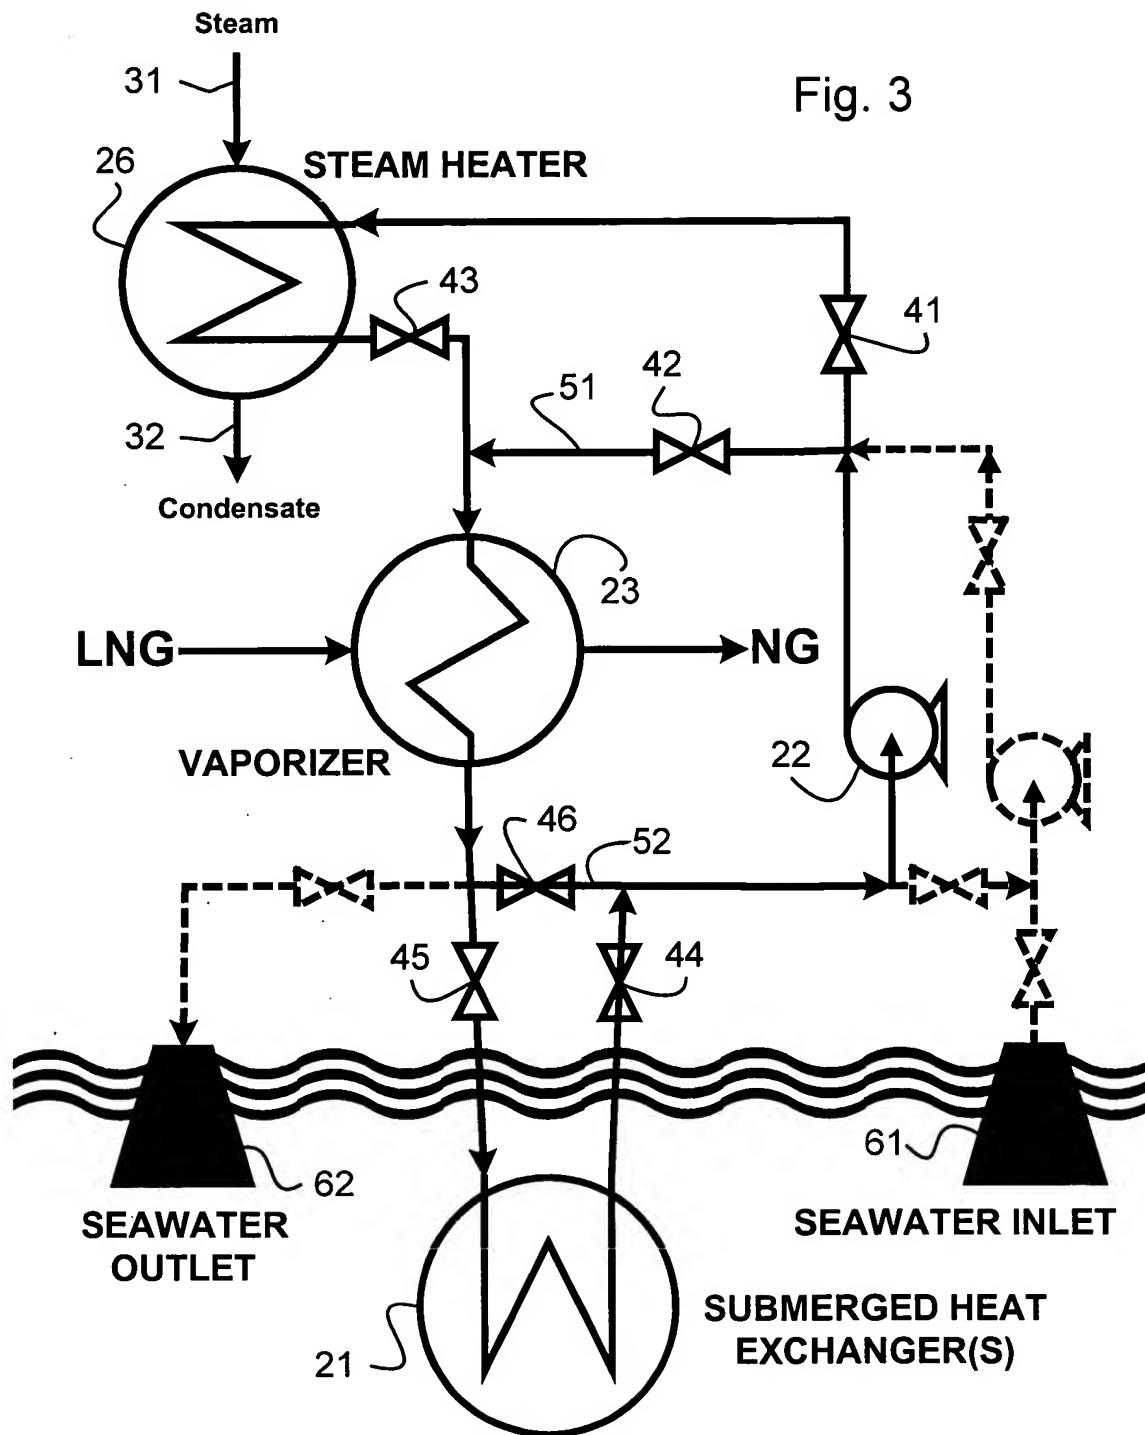 Steam
31
Fig. 3
26
STEAM HEATER
43
41
42
51
32
Condensate
23
LNG
NG
VAPORIZER
22
46
52
45
44
61
62
SEAWATER
OUTLET
SEAWATER INLET
21
SUBMERGED HEAT
EXCHANGER(S)